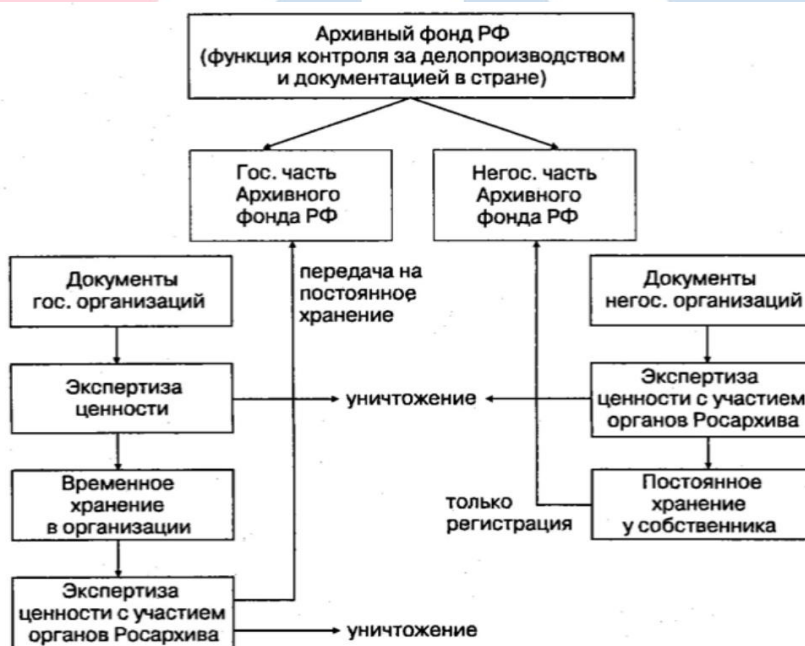 Архивный фонд РФ
(функция контроля за делопроизводством
и документацией в стране)
Гос. часть
Архивного
фонда РФ
Негос. часть
Архивного
фонда РФ
Документы
гос. организаций
передача на
постоянное
хранение
Документы
негос. организаций
Экспертиза
ценности
уничтожение
Экспертиза
ценности с участием
органов Росархива
Временное
хранение
в организации
только
регистрация
Постоянное
хранение
у собственника
Экспертиза
ценности с участием
органов Росархива
уничтожение